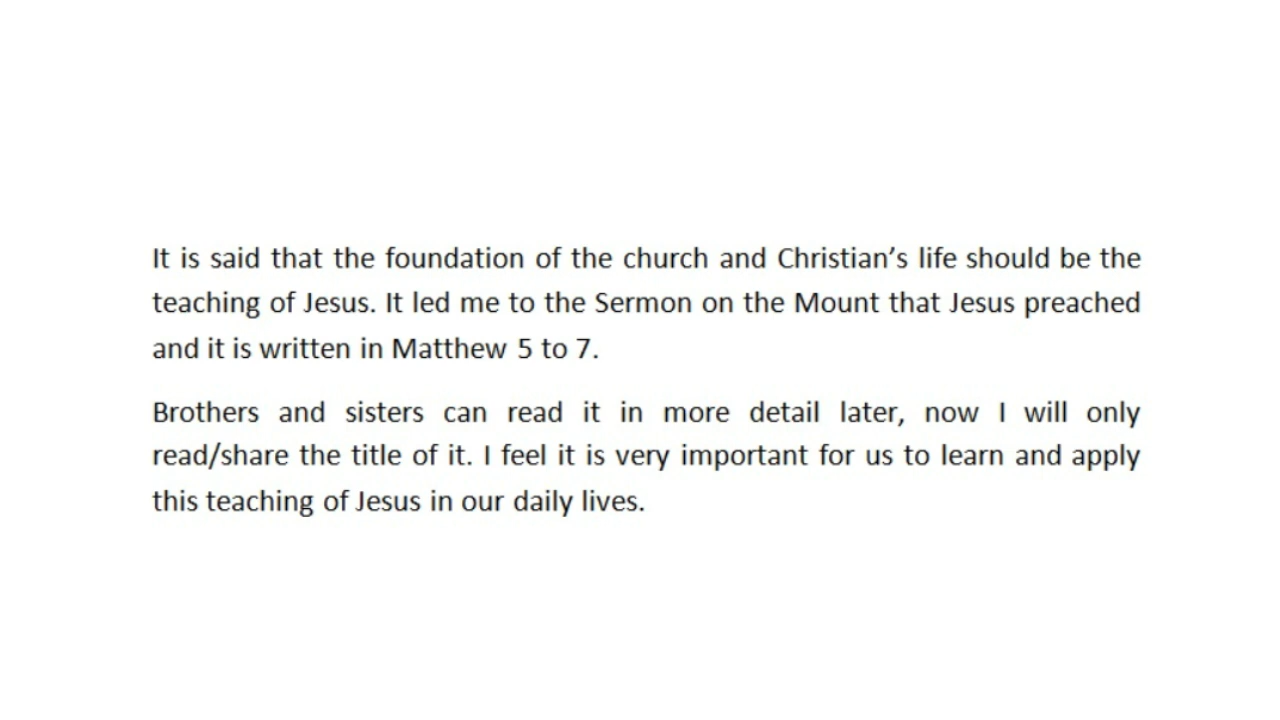 It is said that the foundation of the church and Christian’s life should be the
teaching of Jesus. It led me to the Sermon on the Mount that Jesus preached
and it is written in Matthew 5 to 7.
Brothers and sisters can read it in more detail later, now I will only
read/share the title of it. I feel it is very important for us to learn and apply
this teaching of Jesus in our daily lives.